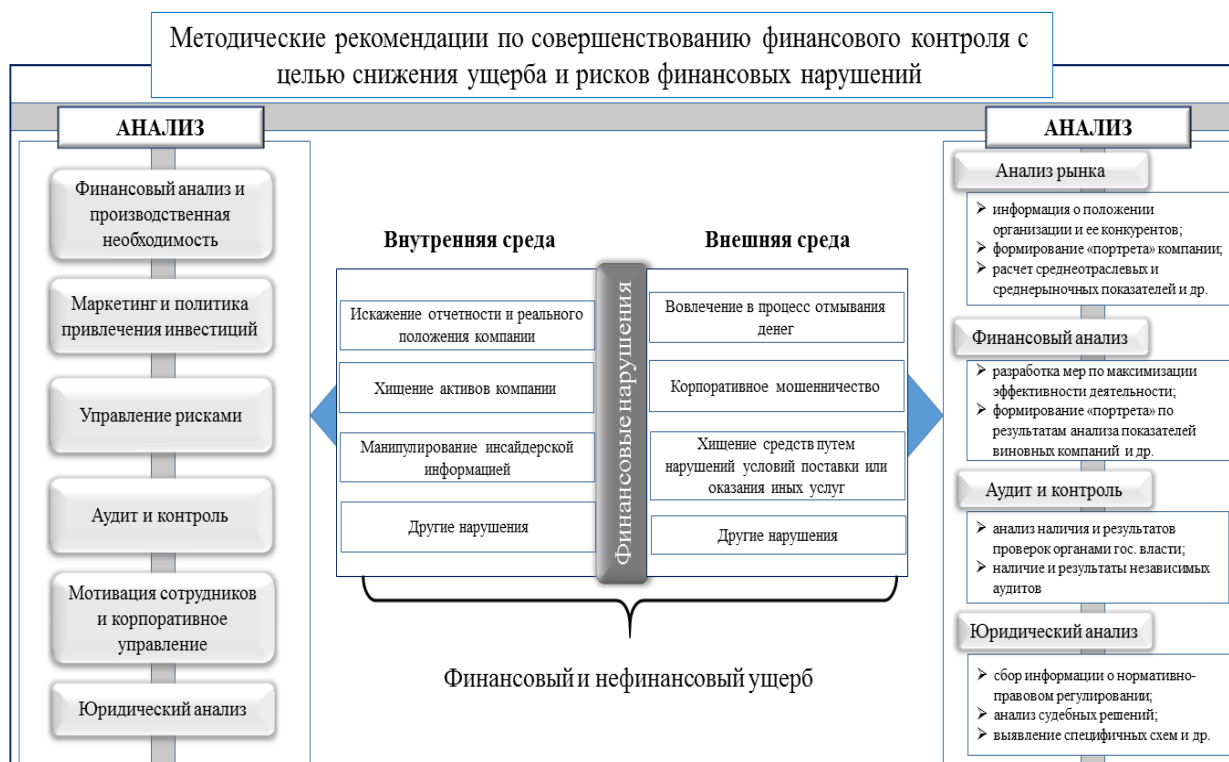 Методические рекомендации по совершенствованию финансового контроля с
целью снижения ущерба и рисков финансовых нарушений
АНАЛИЗ
Финансовый анализ и
производственная
необходимость
Маркетинг и политика
привлечения инвестиций
Управление рисками
Аудит и контроль
Мотивация сотрудников
и корпоративное
управление
Юридический анализ
Внутренняя среда
Искажение отчетности и реального
положения компании
Хищение активов компании
Манипулирование инсайдерской
информацией
Другие нарушения
Финансовые нарушения
Внешняя среда
Вовлечение в процесс отмывания
денег
Корпоративное мошенничество
Хищение средств путем
нарушений условий поставки или
оказания иных услуг
Другие нарушения
Финансовый и нефинансовый ущерб
АНАЛИЗ
Анализ рынка
информация о положении
организации и ее конкурентов;
формирование «портрета» компании;
расчет среднеотраслевых и
среднерыночных показателей и др.
Финансовый анализ
разработка мер по максимизации
эффективности деятельности;
формирование «портрета» по
результатам анализа показателей
виновных компаний и др.
Аудит и контроль
анализ наличия и результатов
проверок органами гос. власти;
наличие и результаты независимых
аудитов
Юридический анализ
сбор информации о нормативно-
правовом регулировании;
анализ судебных решений;
выявление специфичных схем и др.